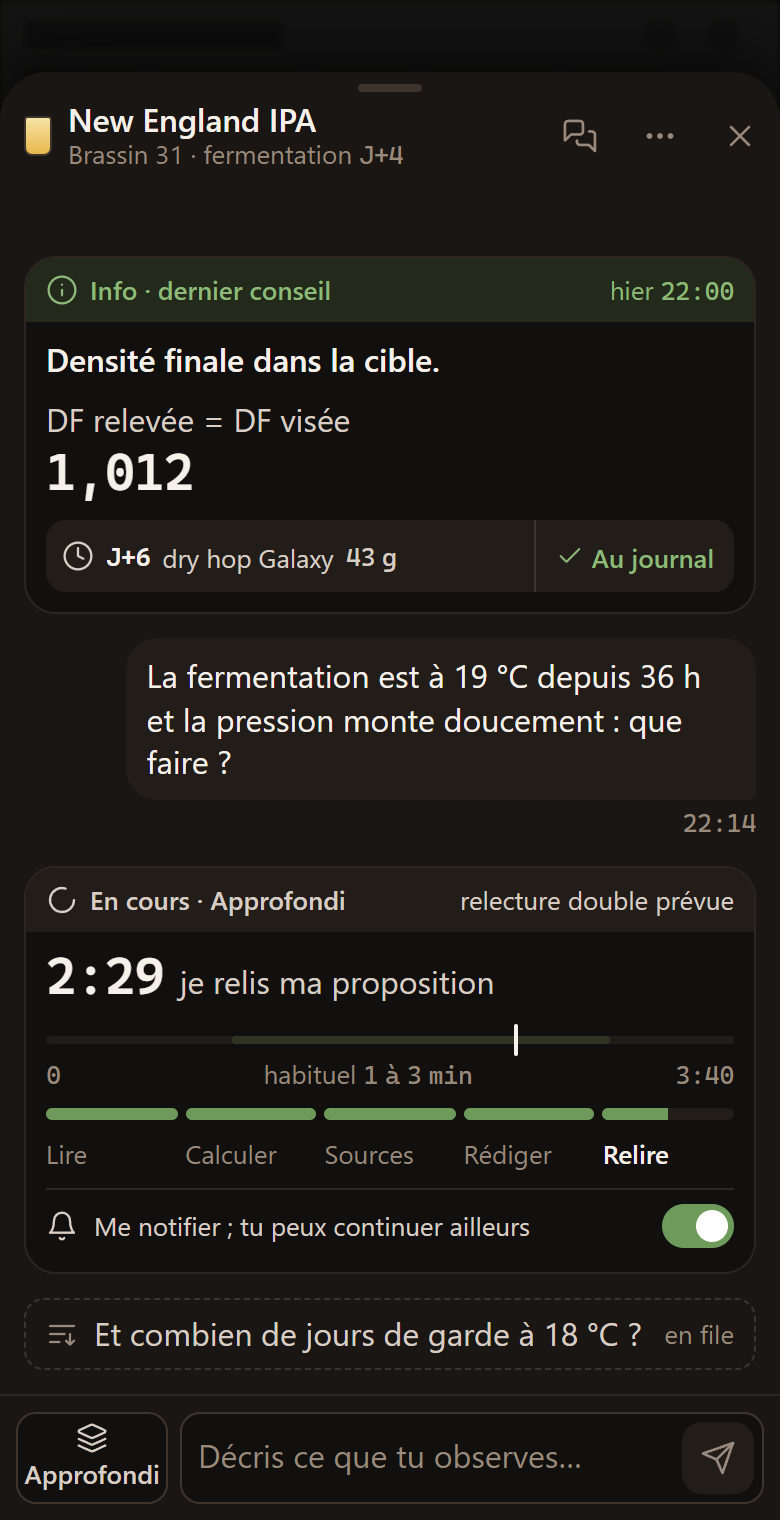 New England IPA
Brassin 31 · fermentation J+4
Info · dernier conseil hier 22:00
Densité finale dans la cible.
DF relevée = DF visée
1,012
J+6 dry hop Galaxy 43 g Au journal
La fermentation est à 19 °C depuis 36 h
et la pression monte doucement : que
faire ?
22:14
En cours · Approfondi relecture double prévue
2:29 je relis ma proposition
0 habituel 1 à 3 min 3:40
Lire Calculer Sources Rédiger Relire
Me notifier ; tu peux continuer ailleurs
Et combien de jours de garde à 18 °C ? en file
Approfondi Décris ce que tu observes…